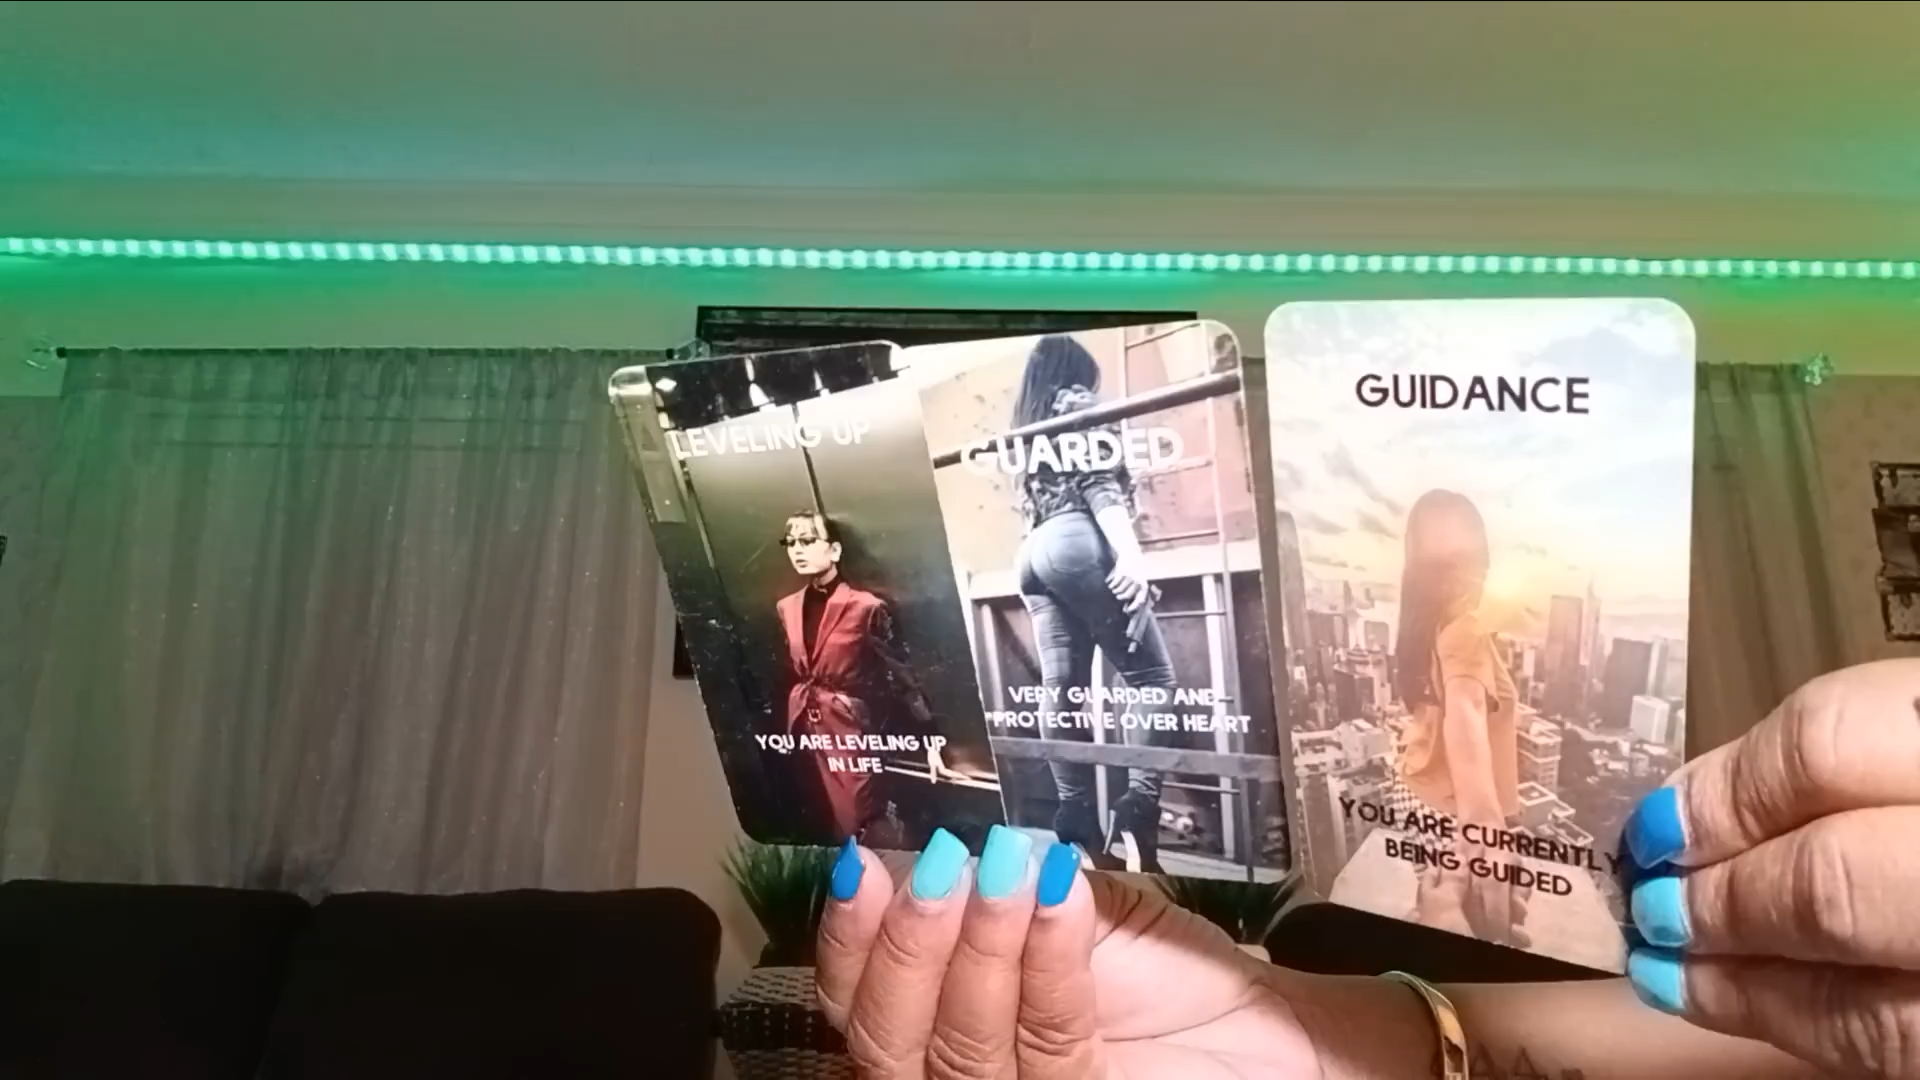 LEVELING UP
YOU ARE LEVELING UP
IN LIFE
GUARDED
VERY GUARDED AND
PROTECTIVE OVER HEART
GUIDANCE
YOU ARE CURRENTLY
BEING GUIDED